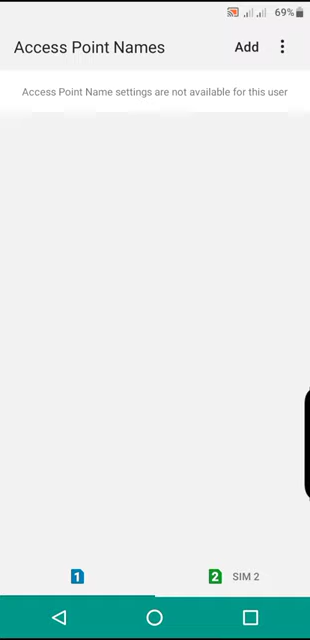 69%
Access Point Names Add
Access Point Name settings are not available for this user
1
2 SIM 2